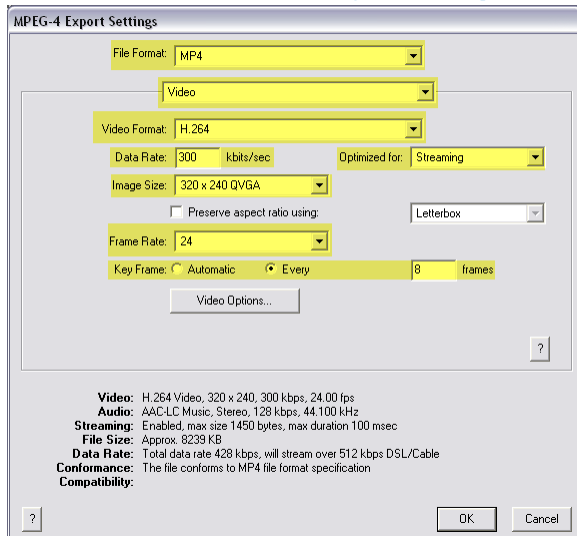 MPEG-4 Export Settings
File Format: MP4
Video
Video Format: H.264
Data Rate: 300 kbits/sec Optimized for: Streaming
Image Size: 320 x 240 QVGA
Preserve aspect ratio using: Letterbox
Frame Rate: 24
Key Frame: Automatic Every 8 frames
Video Options...
?
Video: H.264 Video, 320 x 240, 300 kbps, 24.00 fps
Audio: AAC-LC Music, Stereo, 128 kbps, 44.100 kHz
Streaming: Enabled, max size 1450 bytes, max duration 100 msec
File Size: Approx. 8239 KB
Data Rate: Total data rate 428 kbps, will stream over 512 kbps DSL/Cable
Conformance: The file conforms to MP4 file format specification
Compatibility:
? OK Cancel